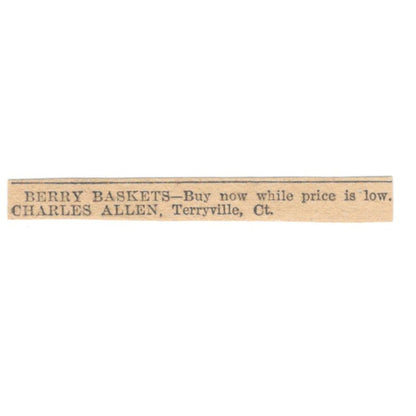 BERRY BASKETS—Buy now while price is low.
CHARLES ALLEN, Terryville, Ct.